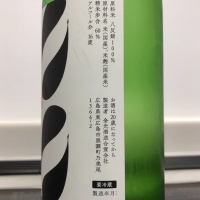 原料米 八反錦100%
原材料名 米(国産)、米麹(国産米)
精米歩合 60%
アルコール分 16度
お酒は20歳になってから
製造者 金光酒造合資会社
広島県東広島市黒瀬町乃美尾
1364-2
要冷蔵
製造年月